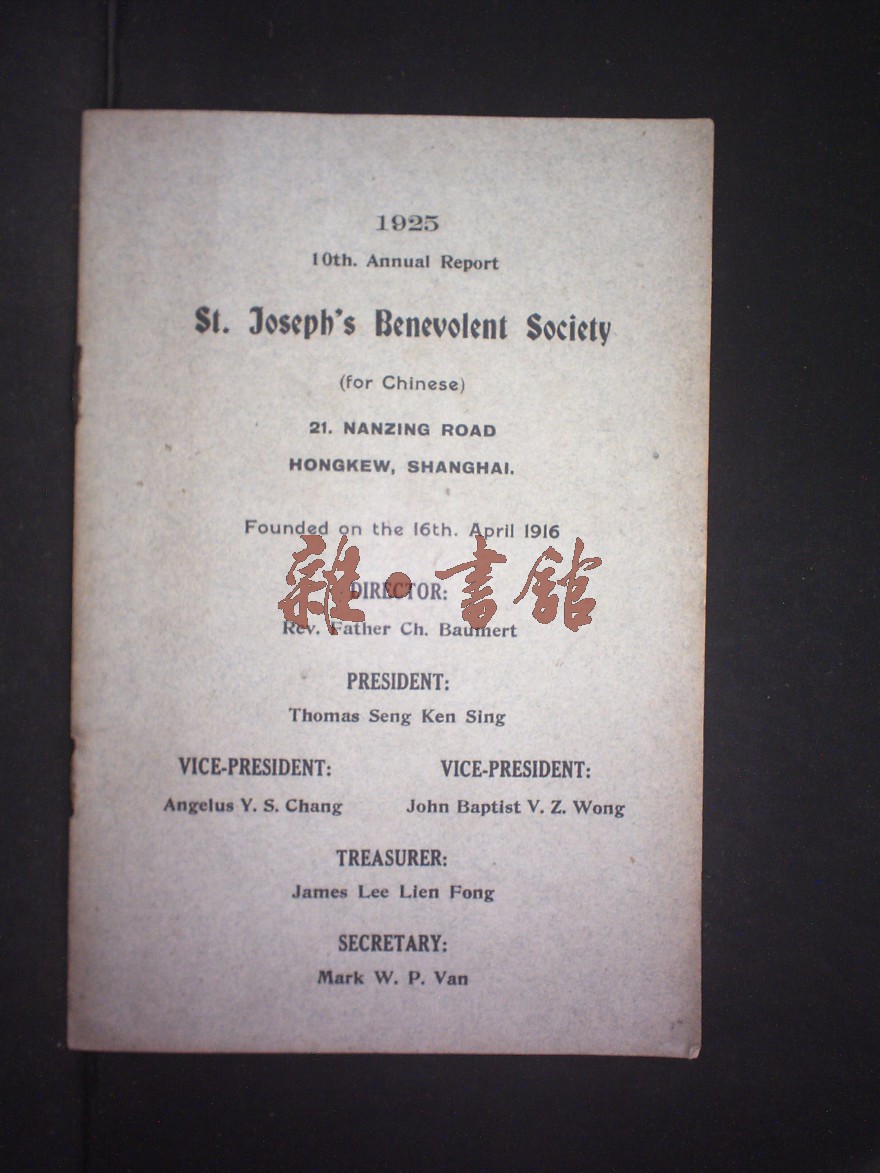 1925
10th. Annual Report
St. Joseph's Benevolent Society
(for Chinese)
21. NANZING ROAD
HONGKEW, SHANGHAI.
Founded on the 16th. April 1916
雜·書館
DIRECTOR:
Rev. Father Ch. Baumert
PRESIDENT:
Thomas Seng Ken Sing
VICE-PRESIDENT: VICE-PRESIDENT:
Angelus Y. S. Chang John Baptist V. Z. Wong
TREASURER:
James Lee Lien Fong
SECRETARY:
Mark W. P. Van